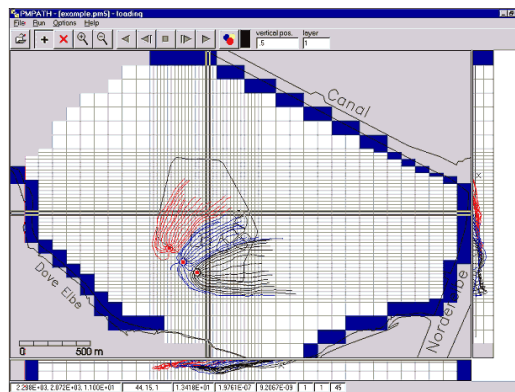 PMPATH - [example.pm5] - loading
File Run Options Help
vertical pos. layer
.5 1
Canal
Dove Elbe
Norderelbe
0 500 m
2.298E+03, 2.072E+03, 1.100E+01 44, 15, 1 1.3418E+01 1.9761E-07 9.2067E-09 1 1 45